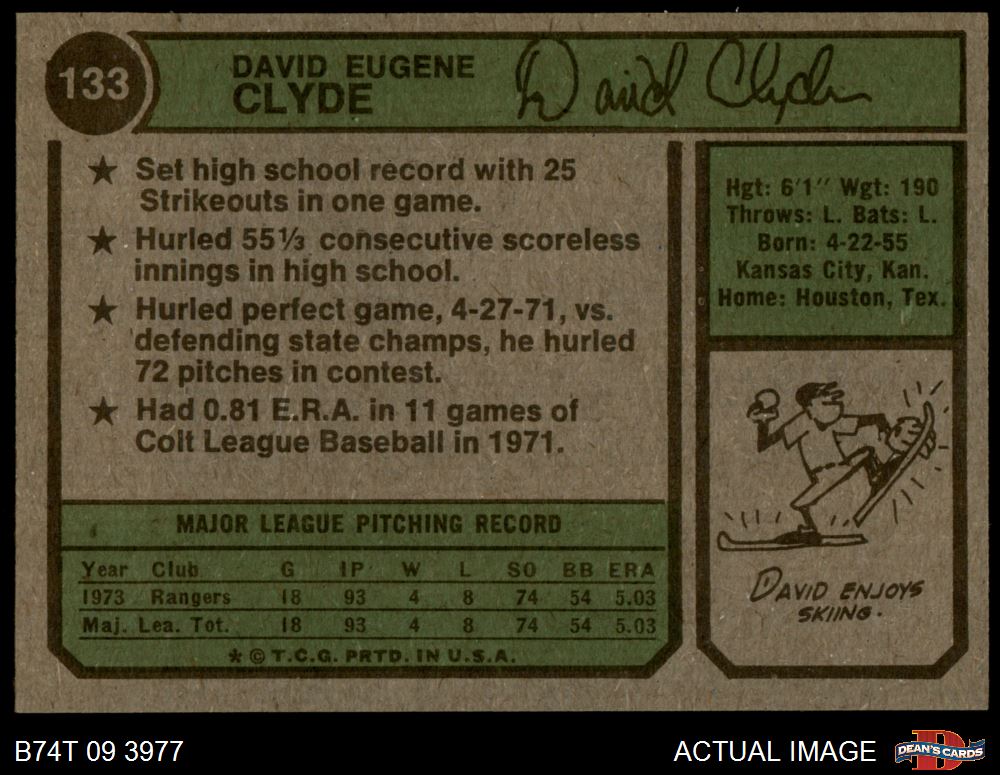 133
DAVID EUGENE
CLYDE
David Clyde
★ Set high school record with 25
Strikeouts in one game.
★ Hurled 55⅓ consecutive scoreless
innings in high school.
★ Hurled perfect game, 4-27-71, vs.
defending state champs, he hurled
72 pitches in contest.
★ Had 0.81 E.R.A. in 11 games of
Colt League Baseball in 1971.
Hgt: 6'1" Wgt: 190
Throws: L. Bats: L.
Born: 4-22-55
Kansas City, Kan.
Home: Houston, Tex.
DAVID ENJOYS
SKIING.
MAJOR LEAGUE PITCHING RECORD
Year Club G IP W L SO BB ERA
1973 Rangers 18 93 4 8 74 54 5.03
Maj. Lea. Tot. 18 93 4 8 74 54 5.03
* © T.C.G. PRTD. IN U.S.A.
B74T 09 3977
ACTUAL IMAGE
D
DEAN'S CARDS